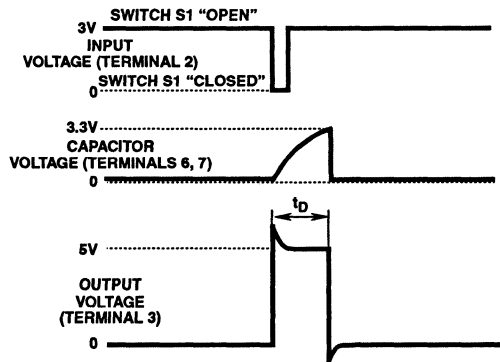 SWITCH S1 “OPEN”
3V
INPUT
VOLTAGE (TERMINAL 2)
SWITCH S1 “CLOSED”
0
3.3V
CAPACITOR
VOLTAGE (TERMINALS 6, 7)
0
tD
5V
OUTPUT
VOLTAGE
(TERMINAL 3)
0